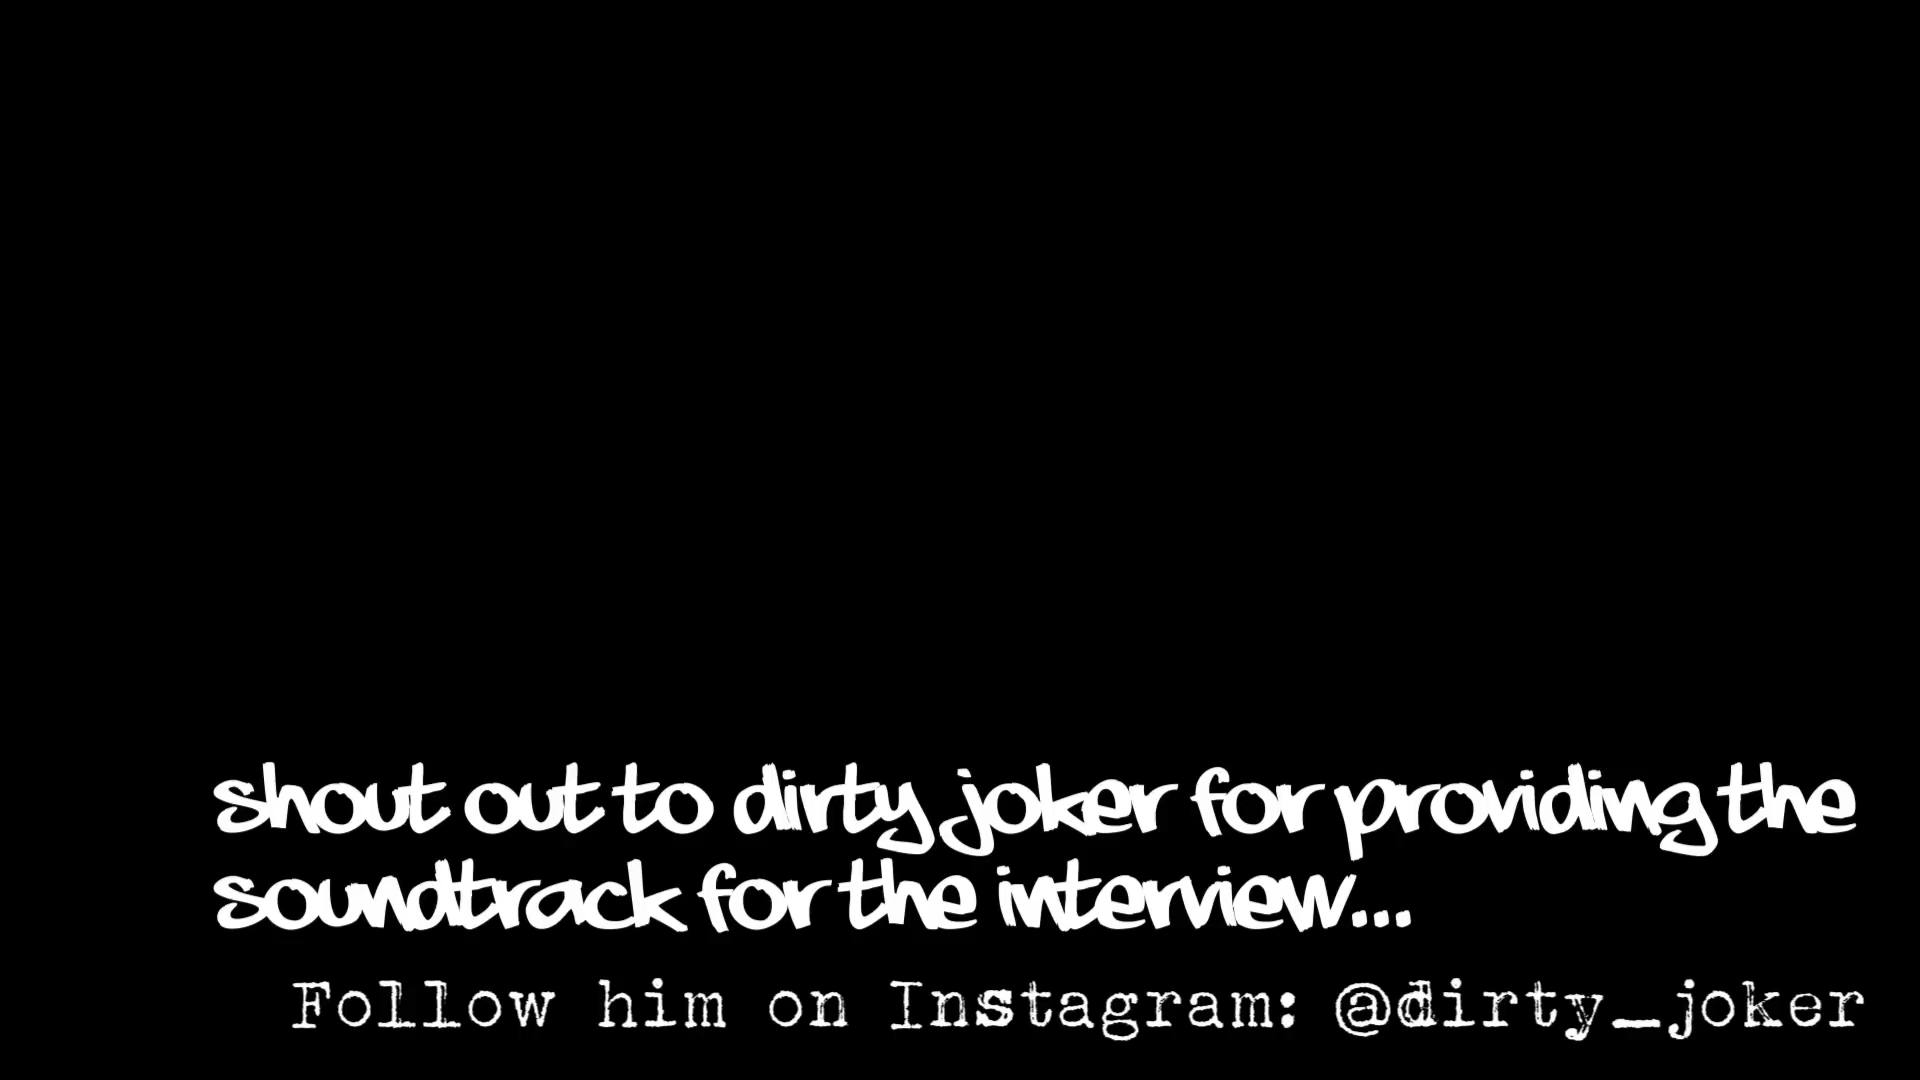 shout out to dirty joker for providing the
soundtrack for the interview...
Follow him on Instagram: @dirty_joker